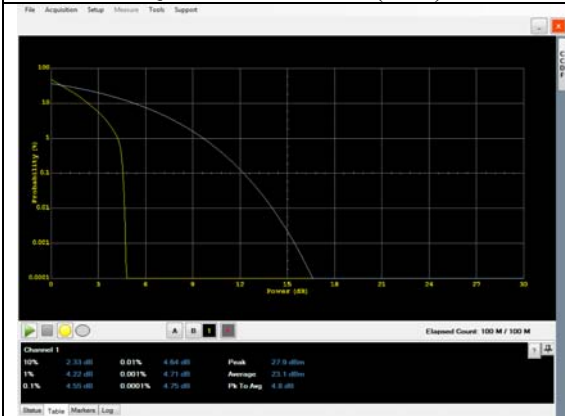 File Acquisition Setup Measure Tools Support
CCDF
100
10
1
0.1
0.01
0.001
0.0001
Probability (%)
0 3 6 9 12 15 18 21 24 27 30
Power (dB)
A B 1
Elapsed Count: 100 M / 100 M
Channel 1
10% 2.33 dB 0.01% 4.64 dB Peak 27.9 dBm
1% 4.22 dB 0.001% 4.71 dB Average 23.1 dBm
0.1% 4.55 dB 0.0001% 4.75 dB Pk To Avg 4.8 dB
Status Table Markers Log